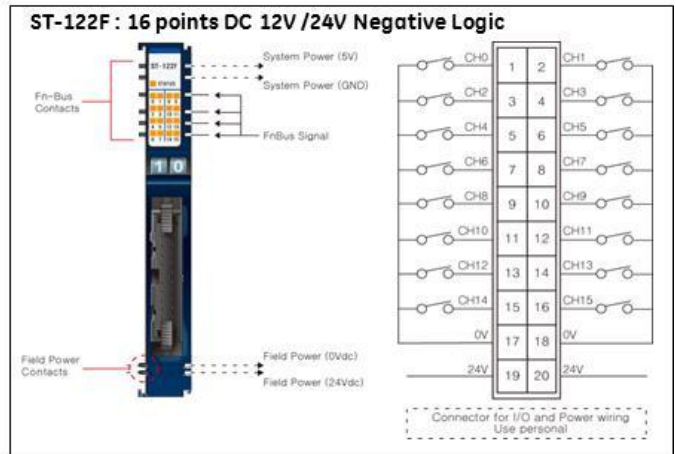 ST-122F : 16 points DC 12V /24V Negative Logic
ST-122F
STATUS
System Power (5V)
System Power (GND)
Fn-Bus
Contacts
FnBus Signal
10
Field Power
Contacts
Field Power (0Vdc)
Field Power (24Vdc)
CH0 1 2 CH1
CH2 3 4 CH3
CH4 5 6 CH5
CH6 7 8 CH7
CH8 9 10 CH9
CH10 11 12 CH11
CH12 13 14 CH13
CH14 15 16 CH15
0V 17 18 0V
24V 19 20 24V
Connector for I/O and Power wiring
Use personal